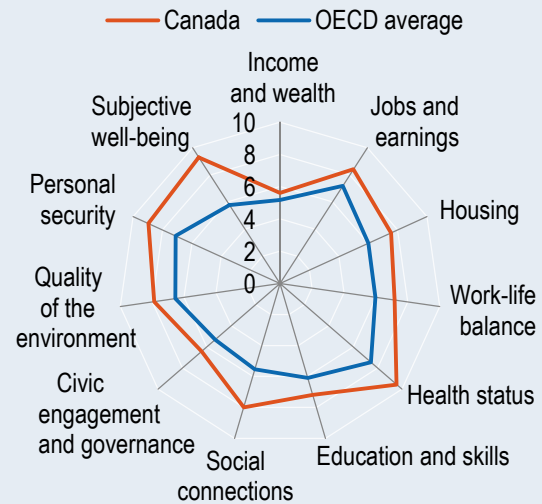 Canada
OECD average
Income
and wealth
Jobs and
earnings
Housing
Work-life
balance
Health status
Education and skills
Social
connections
Civic
engagement
and governance
Quality
of the
environment
Personal
security
Subjective
well-being
10
8
6
4
2
0